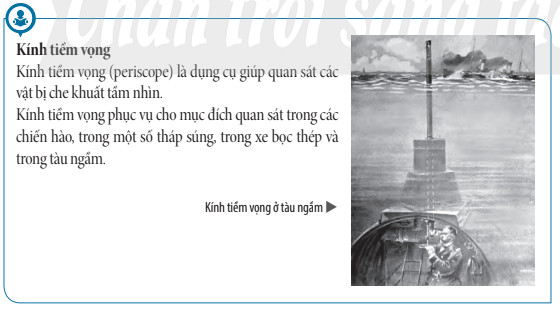 Chân trời sáng tạ
Kính tiềm vọng
Kính tiềm vọng (periscope) là dụng cụ giúp quan sát các
vật bị che khuất tầm nhìn.
Kính tiềm vọng phục vụ cho mục đích quan sát trong các
chiến hào, trong một số tháp súng, trong xe bọc thép và
trong tàu ngầm.
Kính tiềm vọng ở tàu ngầm ▶